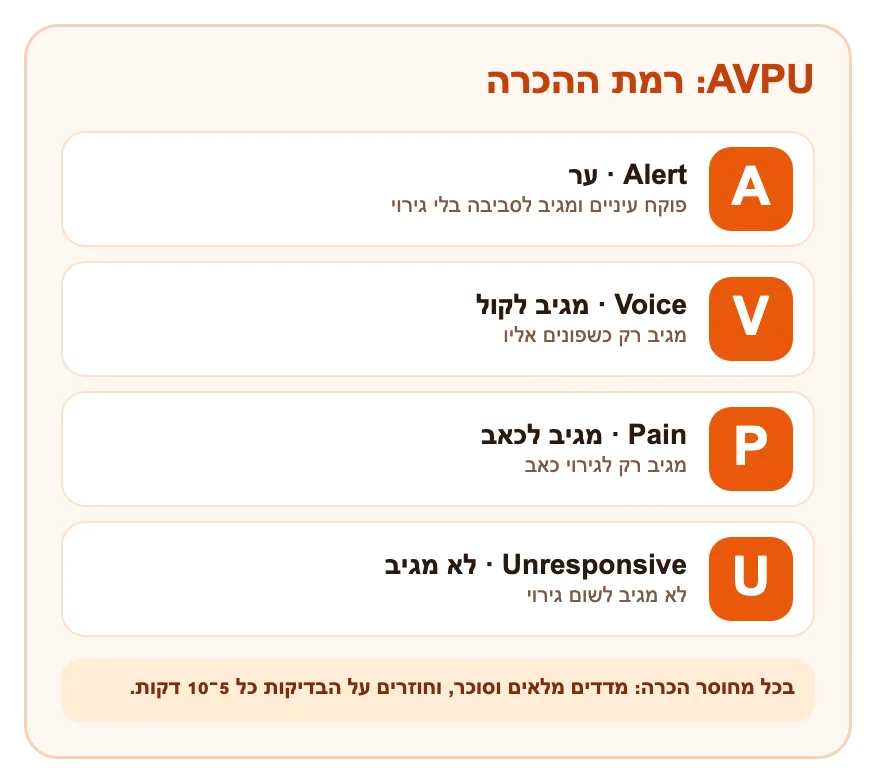 AVPU: רמת ההכרה
A
Alert · ער
פוקח עיניים ומגיב לסביבה בלי גירוי
V
Voice · מגיב לקול
מגיב רק כשפונים אליו
P
Pain · מגיב לכאב
מגיב רק לגירוי כאב
U
Unresponsive · לא מגיב
לא מגיב לשום גירוי
בכל מחוסר הכרה: מדדים מלאים וסוכר, וחוזרים על הבדיקות כל 5־10 דקות.